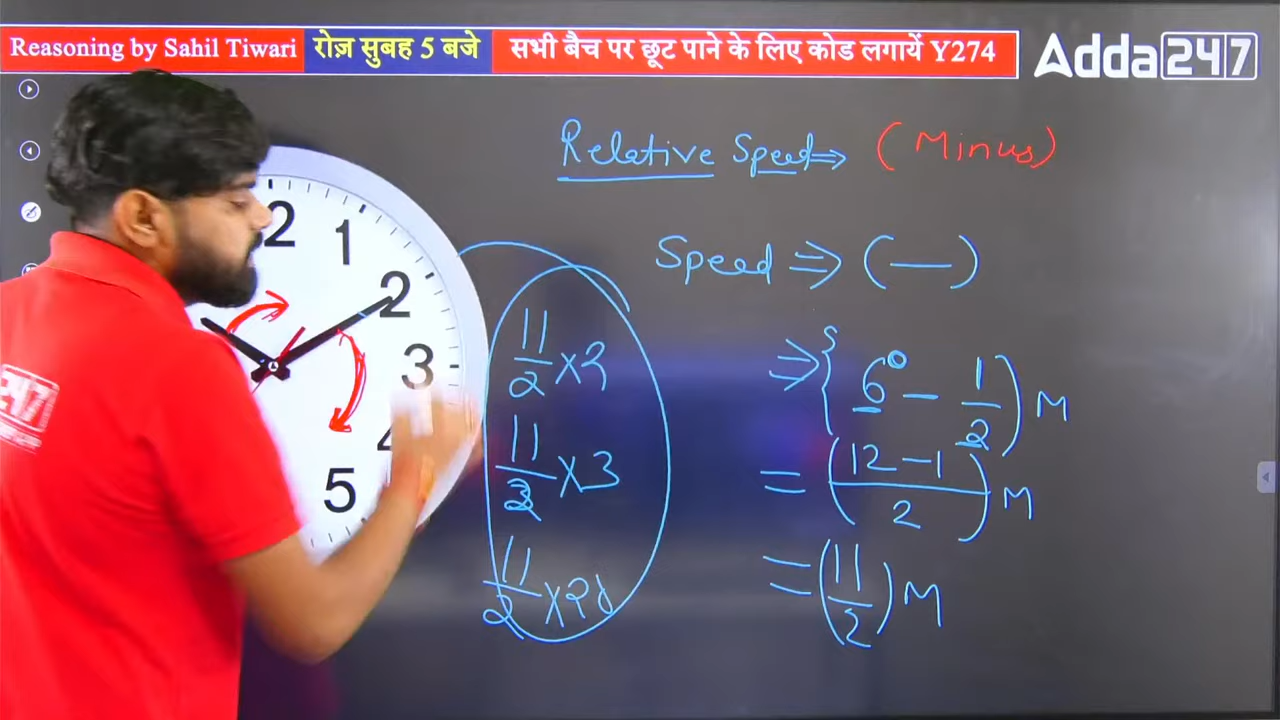 Reasoning by Sahil Tiwari रोज़ सुबह 5 बजे सभी बैच पर छूट पाने के लिए कोड लगायें Y274 Adda247
Relative Speed ⇒ (Minus)
Speed ⇒ (—)
2
1
2
3
4
5
11/2 × 2
11/2 × 3
11/2 × 20
⇒ {6° − 1/2) M
= (12 − 1 / 2) M
= (11/2) M
247